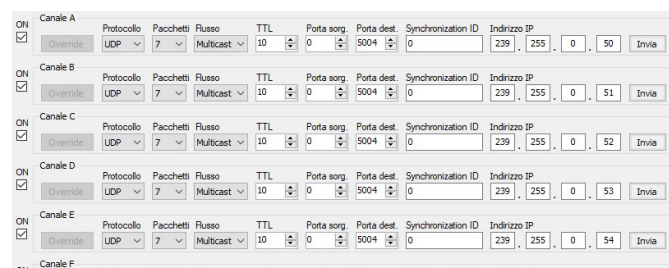 Canale A
ON Protocollo Pacchetti Flusso TTL Porta sorg. Porta dest. Synchronization ID Indirizzo IP
Override UDP 7 Multicast 10 0 5004 0 239 . 255 . 0 . 50 Invia
Canale B
ON Protocollo Pacchetti Flusso TTL Porta sorg. Porta dest. Synchronization ID Indirizzo IP
Override UDP 7 Multicast 10 0 5004 0 239 . 255 . 0 . 51 Invia
Canale C
ON Protocollo Pacchetti Flusso TTL Porta sorg. Porta dest. Synchronization ID Indirizzo IP
Override UDP 7 Multicast 10 0 5004 0 239 . 255 . 0 . 52 Invia
Canale D
ON Protocollo Pacchetti Flusso TTL Porta sorg. Porta dest. Synchronization ID Indirizzo IP
Override UDP 7 Multicast 10 0 5004 0 239 . 255 . 0 . 53 Invia
Canale E
ON Protocollo Pacchetti Flusso TTL Porta sorg. Porta dest. Synchronization ID Indirizzo IP
Override UDP 7 Multicast 10 0 5004 0 239 . 255 . 0 . 54 Invia
Canale F
ON